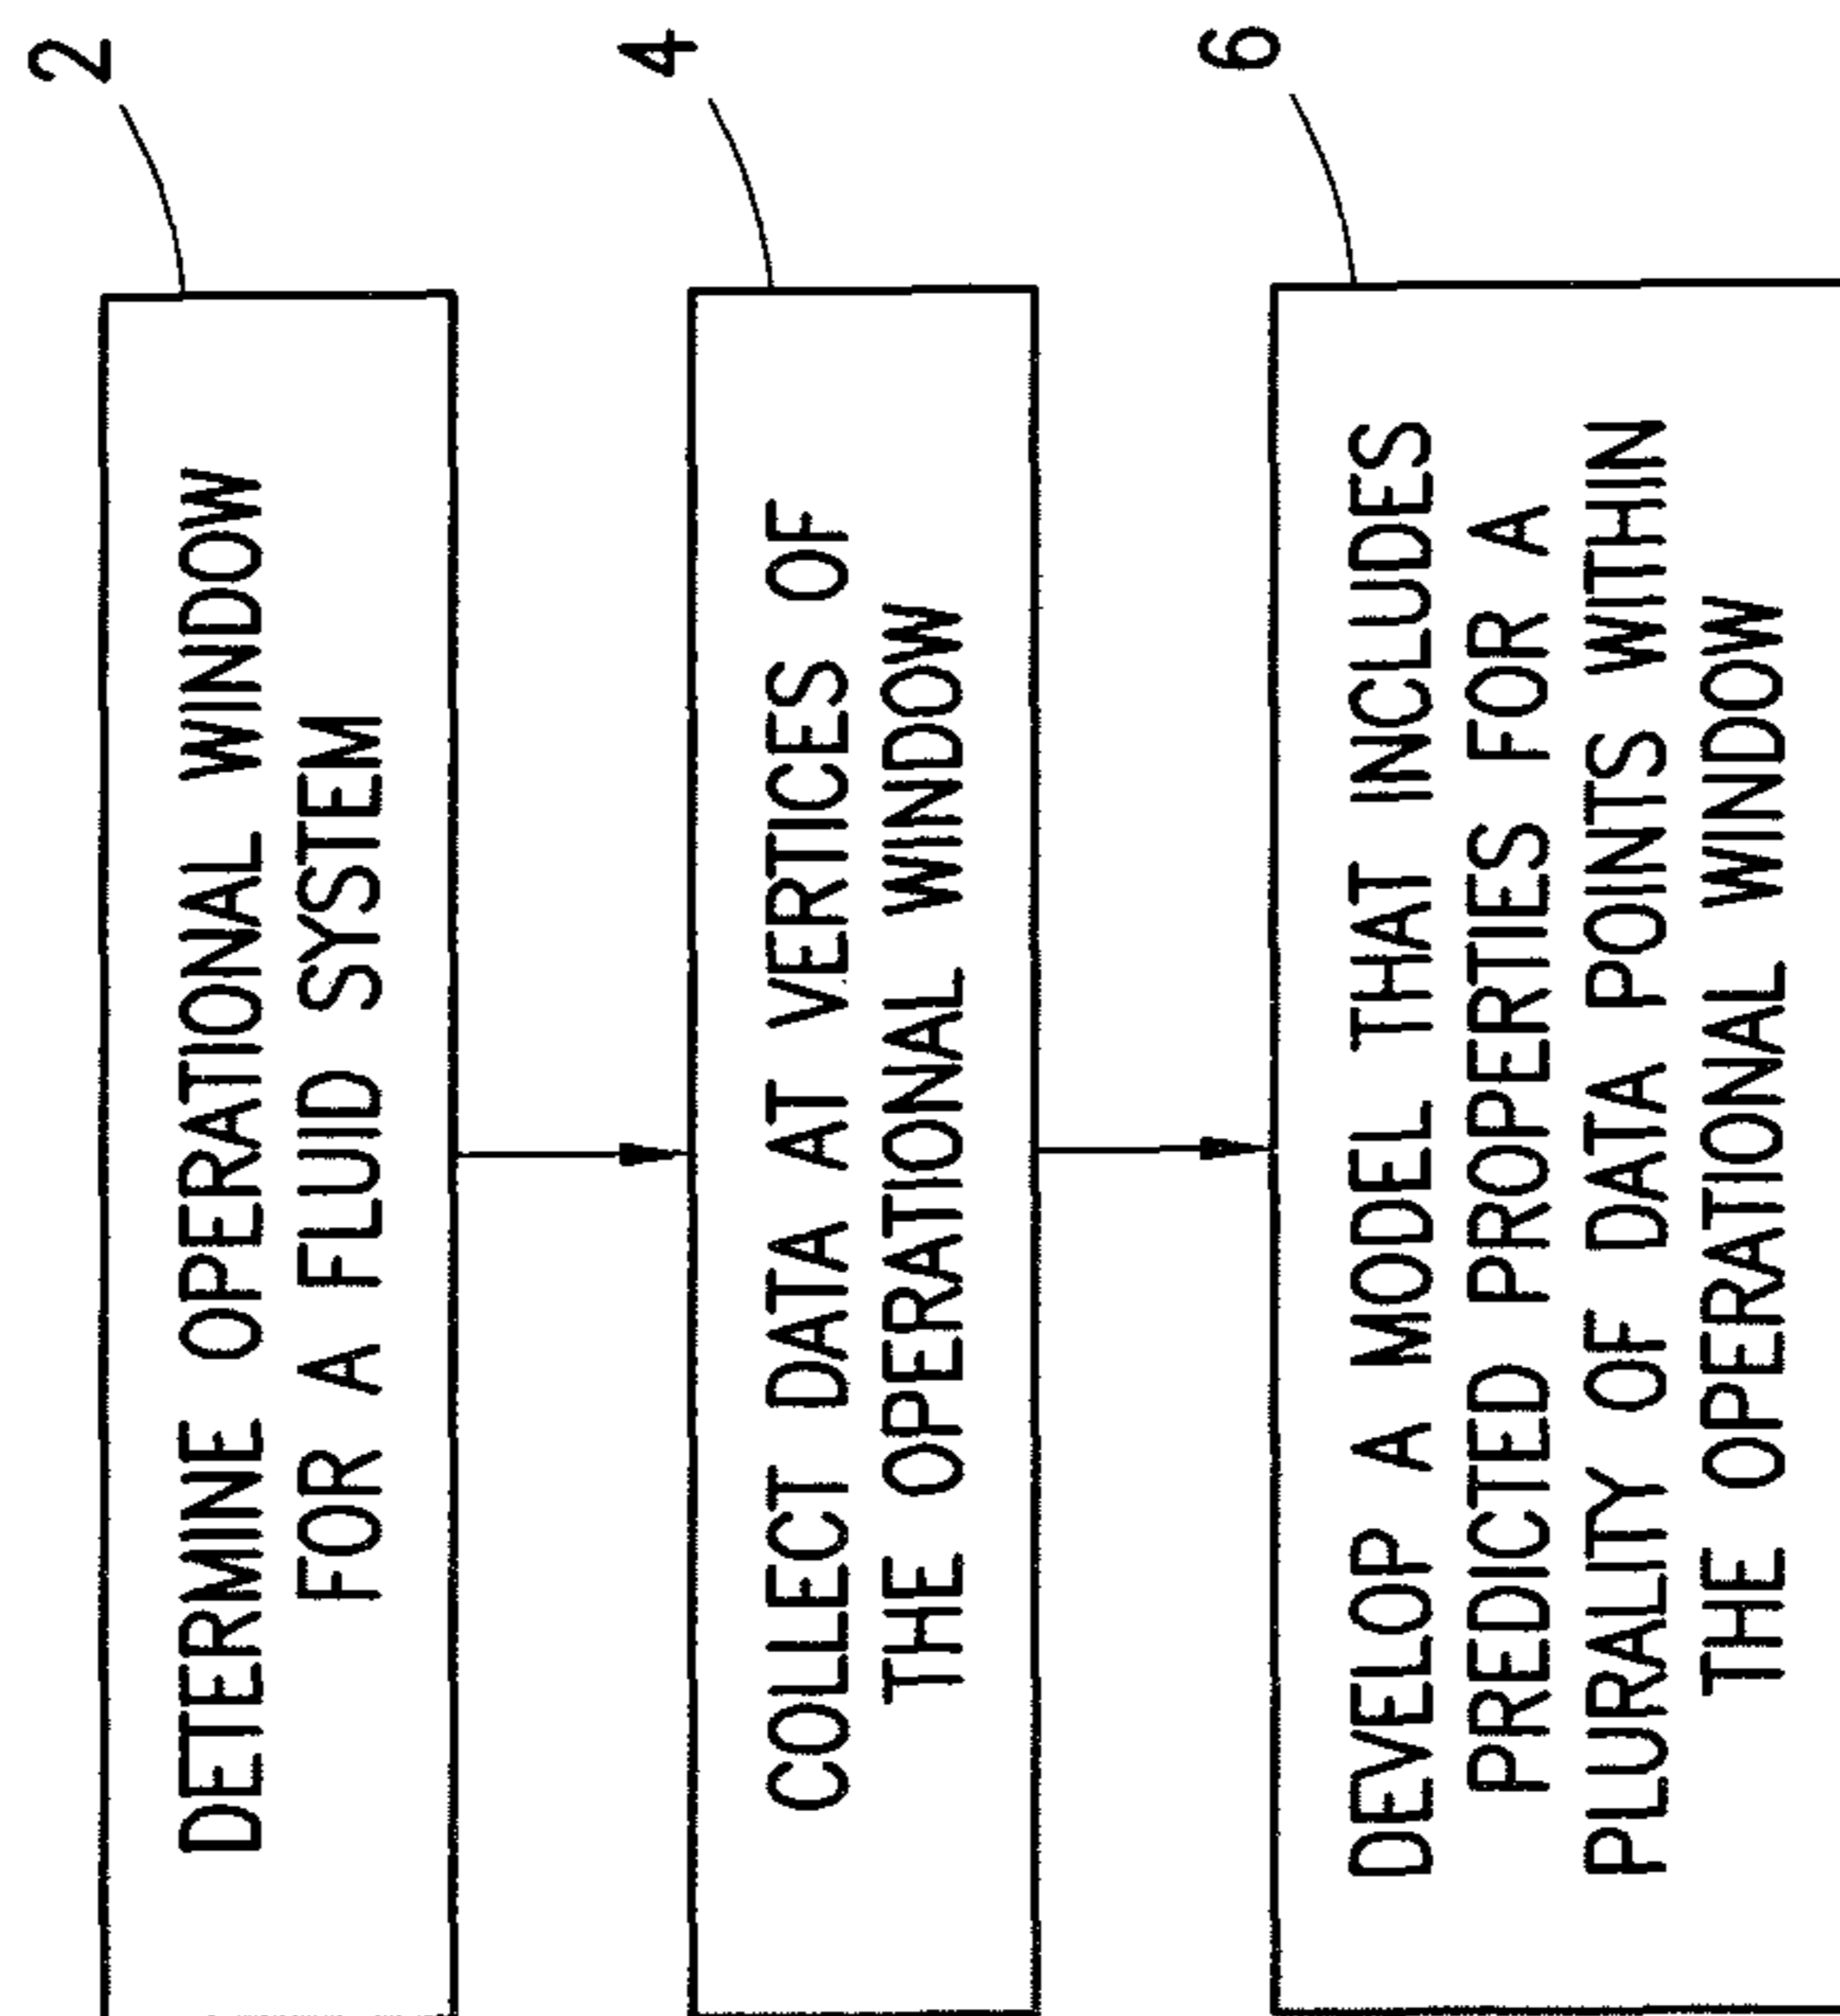 2
DETERMINE OPERATIONAL WINDOW
FOR A FLUID SYSTEM
4
COLLECT DATA AT VERTICES OF
THE OPERATIONAL WINDOW
6
DEVELOP A MODEL THAT INCLUDES
PREDICTED PROPERTIES FOR A
PLURALITY OF DATA POINTS WITHIN
THE OPERATIONAL WINDOW